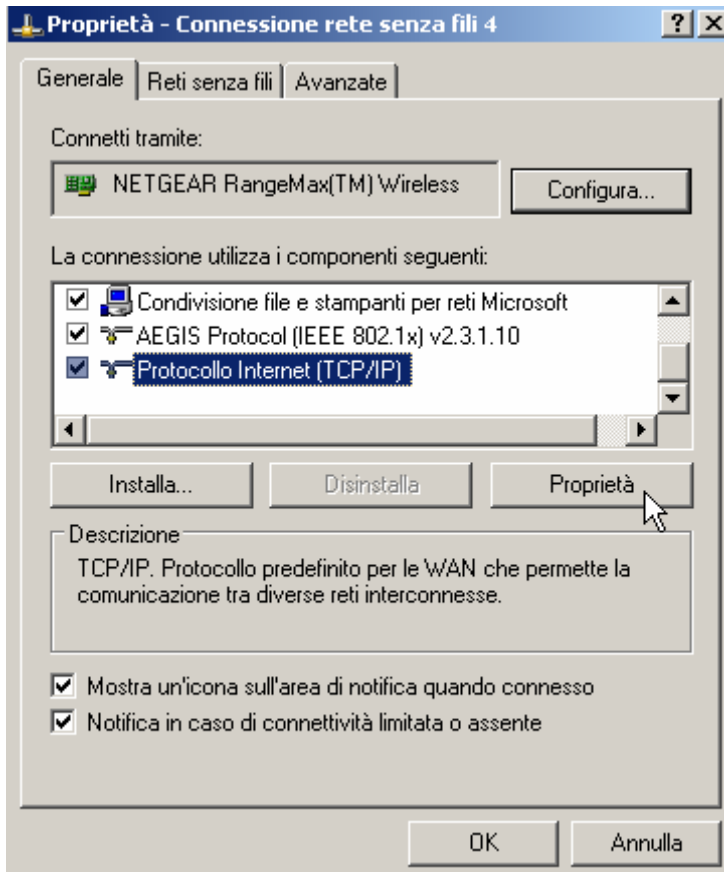 Proprietà - Connessione rete senza fili 4
Generale Reti senza fili Avanzate
Connetti tramite:
NETGEAR RangeMax(TM) Wireless Configura...
La connessione utilizza i componenti seguenti:
Condivisione file e stampanti per reti Microsoft
AEGIS Protocol (IEEE 802.1x) v2.3.1.10
Protocollo Internet (TCP/IP)
Installa... Disinstalla Proprietà
Descrizione
TCP/IP. Protocollo predefinito per le WAN che permette la
comunicazione tra diverse reti interconnesse.
Mostra un'icona sull'area di notifica quando connesso
Notifica in caso di connettività limitata o assente
OK Annulla